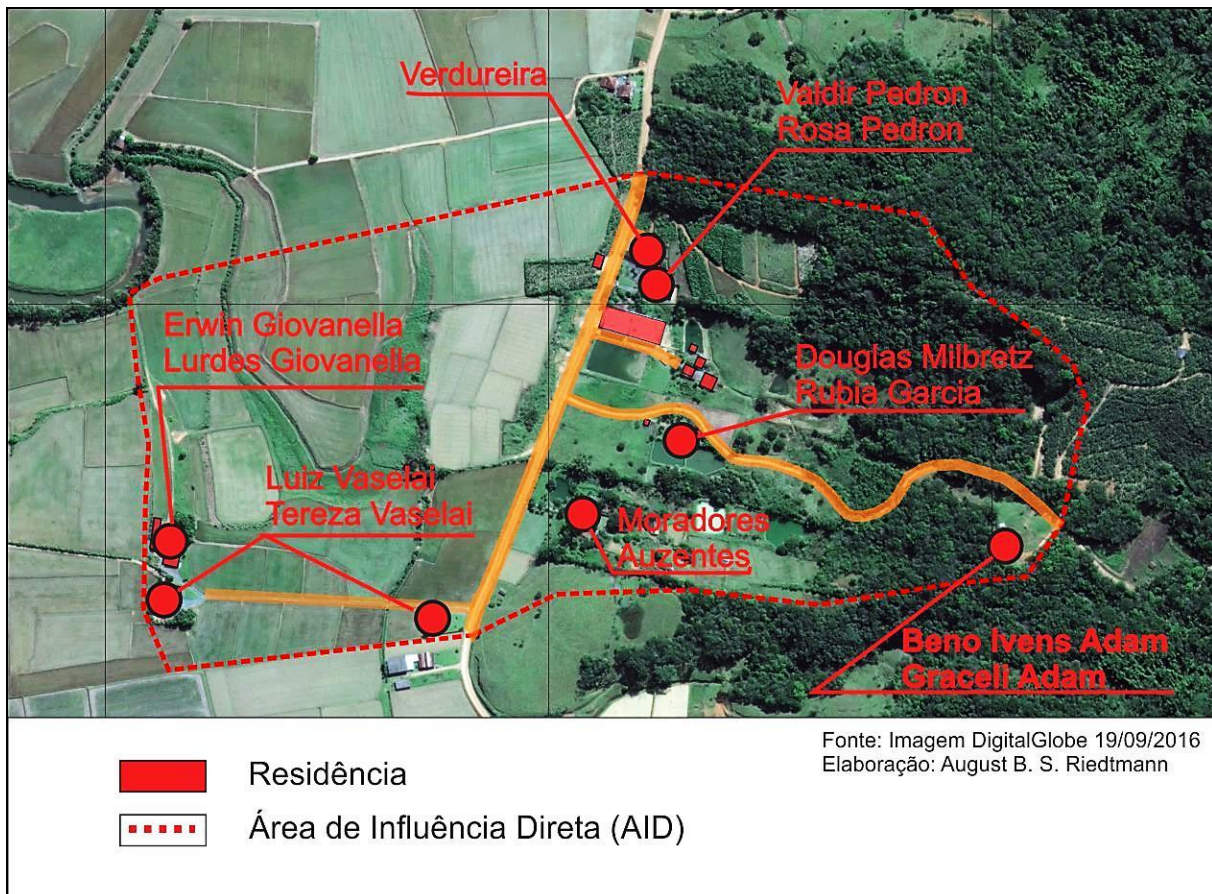 Verdureira
Valdir Pedron
Rosa Pedron
Erwin Giovanella
Lurdes Giovanella
Douglas Milbretz
Rubia Garcia
Luiz Vaselai
Tereza Vaselai
Moradores
Auzentes
Beno Ivens Adam
Graceli Adam
Fonte: Imagem DigitalGlobe 19/09/2016
Elaboração: August B. S. Riedtmann
Residência
Área de Influência Direta (AID)